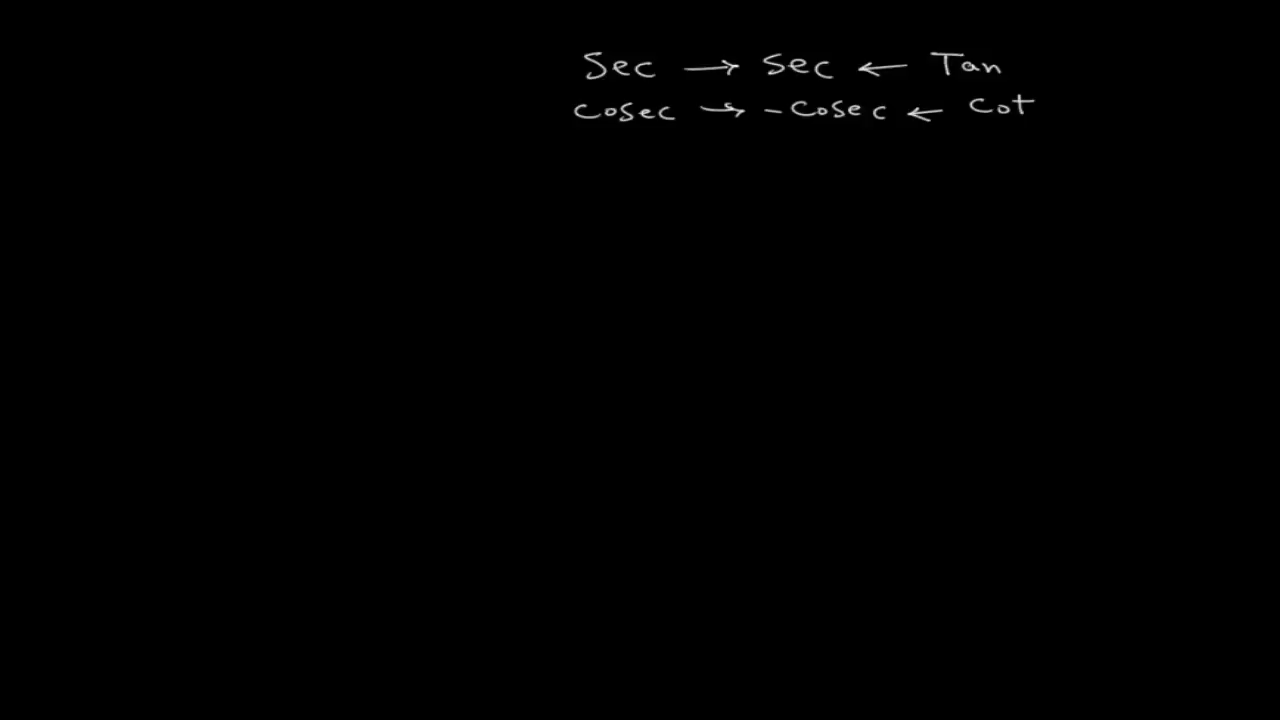 Sec → Sec ← Tan
Cosec → - Cosec ← Cot